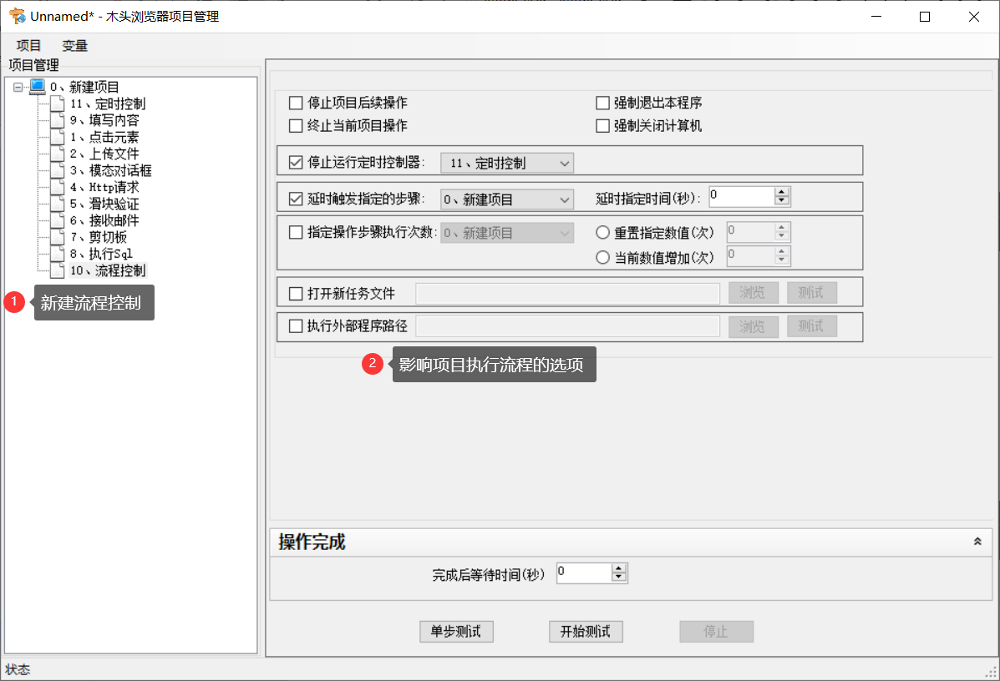 Unnamed* - 木头浏览器项目管理
项目 变量
项目管理
0、新建项目
11、定时控制
9、填写内容
1、点击元素
2、上传文件
3、模态对话框
4、Http请求
5、滑块验证
6、接收邮件
7、剪切板
8、执行Sql
10、流程控制
1 新建流程控制
停止项目后续操作 强制退出本程序
终止当前项目操作 强制关闭计算机
停止运行定时控制器: 11、定时控制
延时触发指定的步骤: 0、新建项目 延时指定时间(秒): 0
指定操作步骤执行次数: 0、新建项目 重置指定数值(次) 0
当前数值增加(次) 0
打开新任务文件 浏览 测试
执行外部程序路径 浏览 测试
2 影响项目执行流程的选项
操作完成
完成后等待时间(秒) 0
单步测试 开始测试 停止
状态